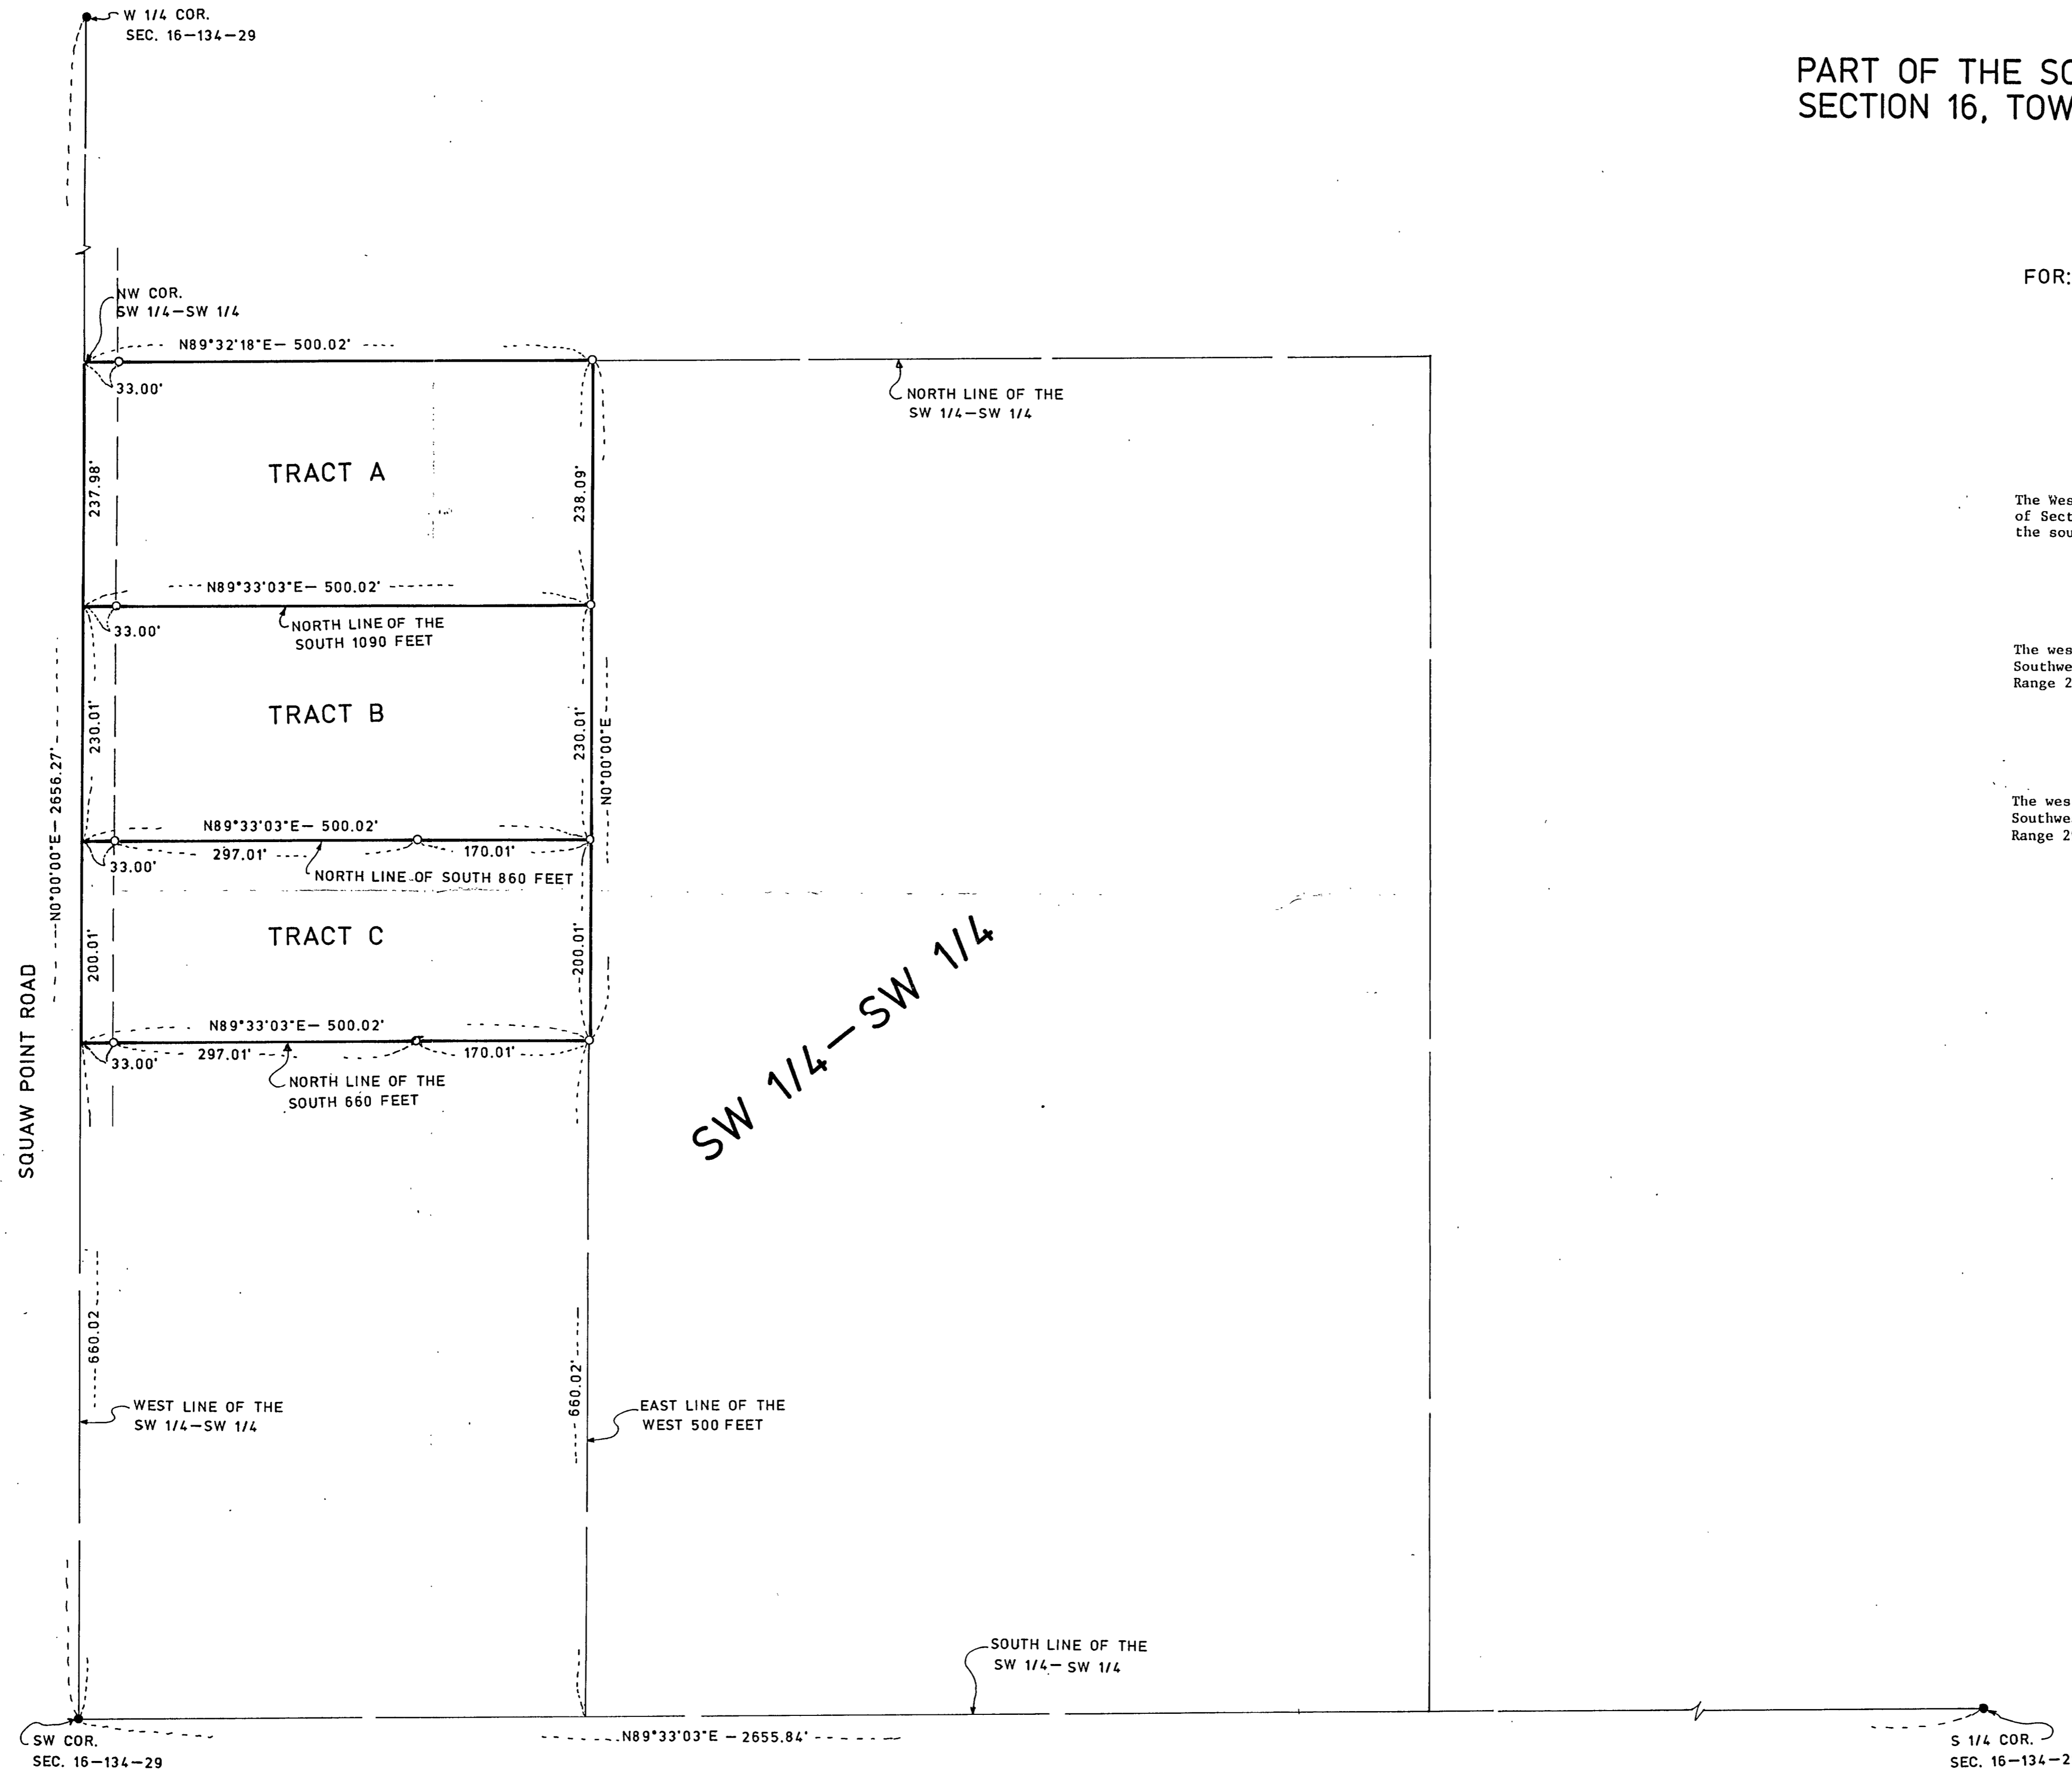 W 1/4 COR.
SEC. 16–134–29
PART OF THE SO
SECTION 16, TOW
FOR:
NW COR.
SW 1/4–SW 1/4
N89°32'18"E– 500.02'
33.00'
NORTH LINE OF THE
SW 1/4–SW 1/4
TRACT A
237.98'
238.09'
The Wes
of Sect
the sou
N89°33'03"E– 500.02'
33.00'
NORTH LINE OF THE
SOUTH 1090 FEET
The wes
Southwe
Range 2
TRACT B
230.01'
230.01'
N0°00'00"E
N0°00'00"E– 2656.27'
N89°33'03"E– 500.02'
33.00'
297.01'
170.01'
NORTH LINE OF SOUTH 860 FEET
The wes
Southwe
Range 2
TRACT C
200.01'
200.01'
SQUAW POINT ROAD
N89°33'03"E– 500.02'
33.00'
297.01'
170.01'
NORTH LINE OF THE
SOUTH 660 FEET
SW 1/4–SW 1/4
660.02
660.02'
WEST LINE OF THE
SW 1/4–SW 1/4
EAST LINE OF THE
WEST 500 FEET
SOUTH LINE OF THE
SW 1/4– SW 1/4
SW COR.
SEC. 16–134–29
N89°33'03"E – 2655.84'
S 1/4 COR.
SEC. 16–134–2